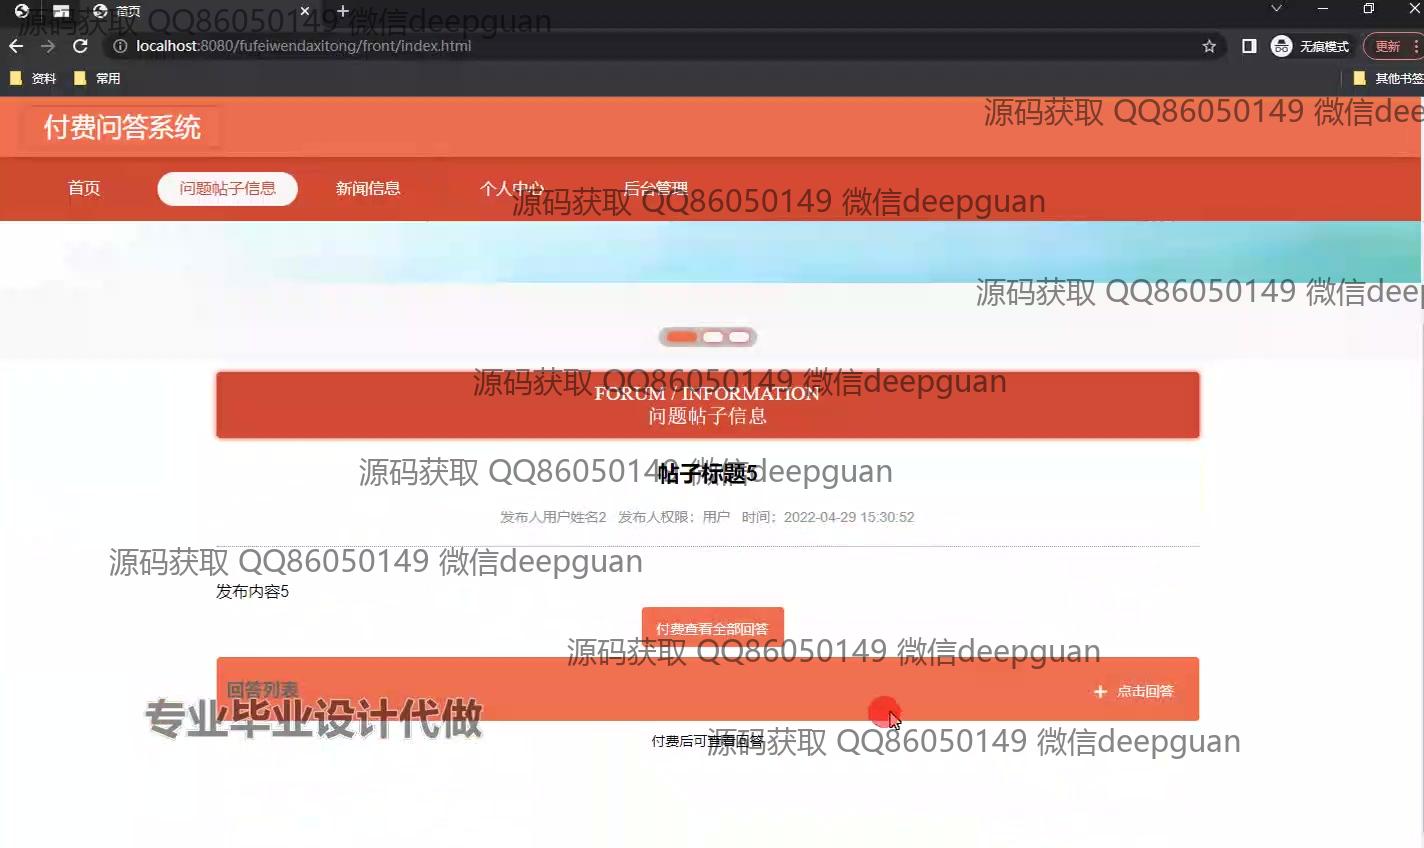 首页
源码获取 QQ86050149 微信deepguan
localhost:8080/fufeiwendaxitong/front/index.html
无痕模式
更新
资料
常用
其他书签
付费问答系统
源码获取 QQ86050149 微信dee
首页
问题帖子信息
新闻信息
个人中心
后台管理
源码获取 QQ86050149 微信deepguan
源码获取 QQ86050149 微信deep
源码获取 QQ86050149 微信deepguan
FORUM / INFORMATION
问题帖子信息
源码获取 QQ86050149 微信deepguan
帖子标题5
发布人用户姓名2 发布人权限：用户 时间：2022-04-29 15:30:52
源码获取 QQ86050149 微信deepguan
发布内容5
付费查看全部回答
源码获取 QQ86050149 微信deepguan
回答列表
点击回答
专业毕业设计代做
付费后可查看回答
源码获取 QQ86050149 微信deepguan